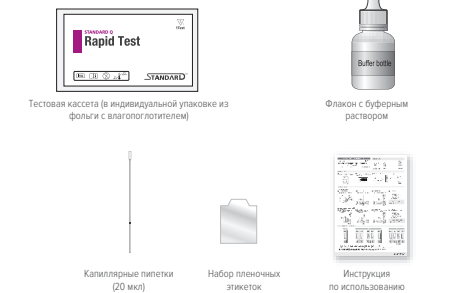 STANDARD Q
Rapid Test
STANDARD
Buffer bottle
Тестовая кассета (в индивидуальной упаковке из
фольги с влагопоглотителем)
Флакон с буферным
раствором
Капиллярные пипетки
(20 мкл)
Набор пленочных
этикеток
Инструкция
по использованию